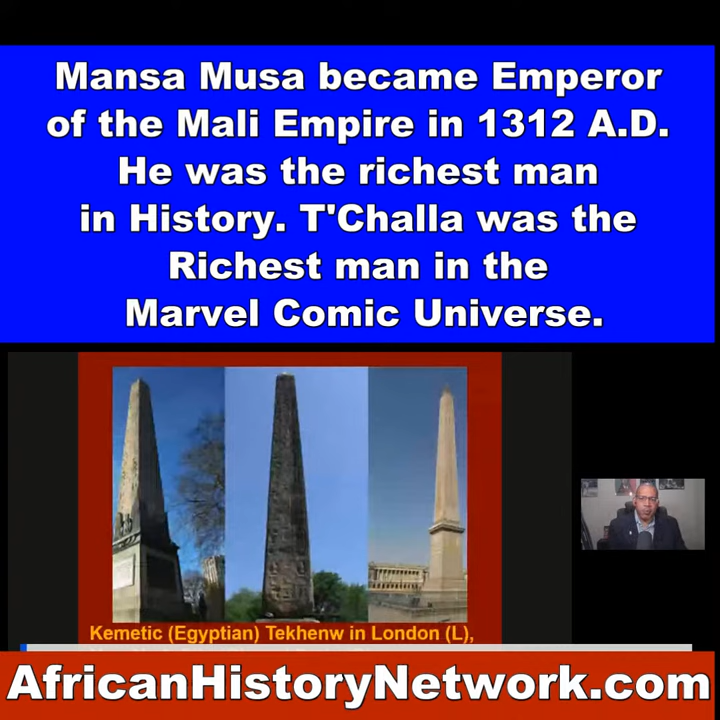 Mansa Musa became Emperor
of the Mali Empire in 1312 A.D.
He was the richest man
in History. T'Challa was the
Richest man in the
Marvel Comic Universe.
Kemetic (Egyptian) Tekhenw in London (L),
AfricanHistoryNetwork.com